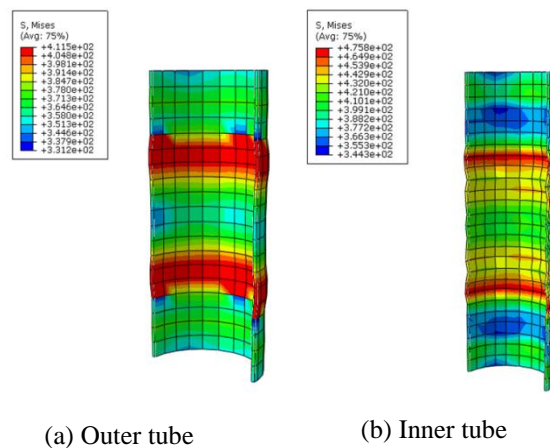 S, Mises
(Avg: 75%)
+4.115e+02
+4.048e+02
+3.981e+02
+3.914e+02
+3.847e+02
+3.780e+02
+3.713e+02
+3.646e+02
+3.580e+02
+3.513e+02
+3.446e+02
+3.379e+02
+3.312e+02
S, Mises
(Avg: 75%)
+4.758e+02
+4.649e+02
+4.539e+02
+4.429e+02
+4.320e+02
+4.210e+02
+4.101e+02
+3.991e+02
+3.882e+02
+3.772e+02
+3.663e+02
+3.553e+02
+3.443e+02
(a) Outer tube
(b) Inner tube